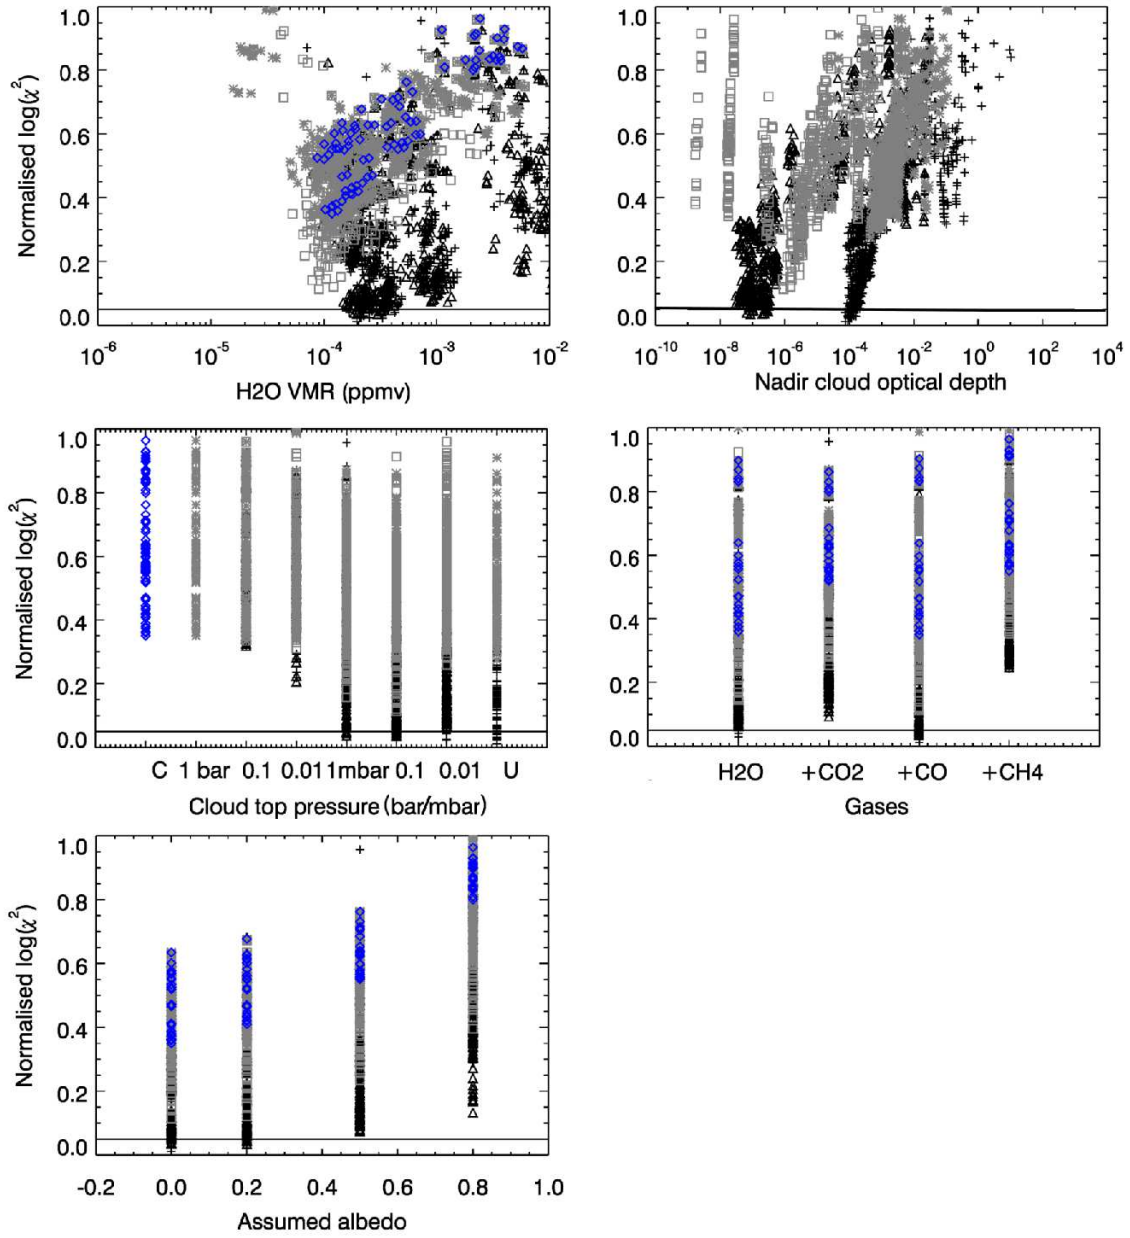 1.0 0.8 0.6 0.4 0.2 0.0
Normalised log(χ²)
10⁻⁶ 10⁻⁵ 10⁻⁴ 10⁻³ 10⁻²
H2O VMR (ppmv)
1.0 0.8 0.6 0.4 0.2 0.0
Normalised log(χ²)
10⁻¹⁰ 10⁻⁸ 10⁻⁶ 10⁻⁴ 10⁻² 10⁰ 10² 10⁴
Nadir cloud optical depth
1.0 0.8 0.6 0.4 0.2 0.0
Normalised log(χ²)
C 1 bar 0.1 0.01 1mbar 0.1 0.01 U
Cloud top pressure (bar/mbar)
1.0 0.8 0.6 0.4 0.2 0.0
Normalised log(χ²)
H2O +CO2 +CO +CH4
Gases
1.0 0.8 0.6 0.4 0.2 0.0
Normalised log(χ²)
-0.2 0.0 0.2 0.4 0.6 0.8 1.0
Assumed albedo